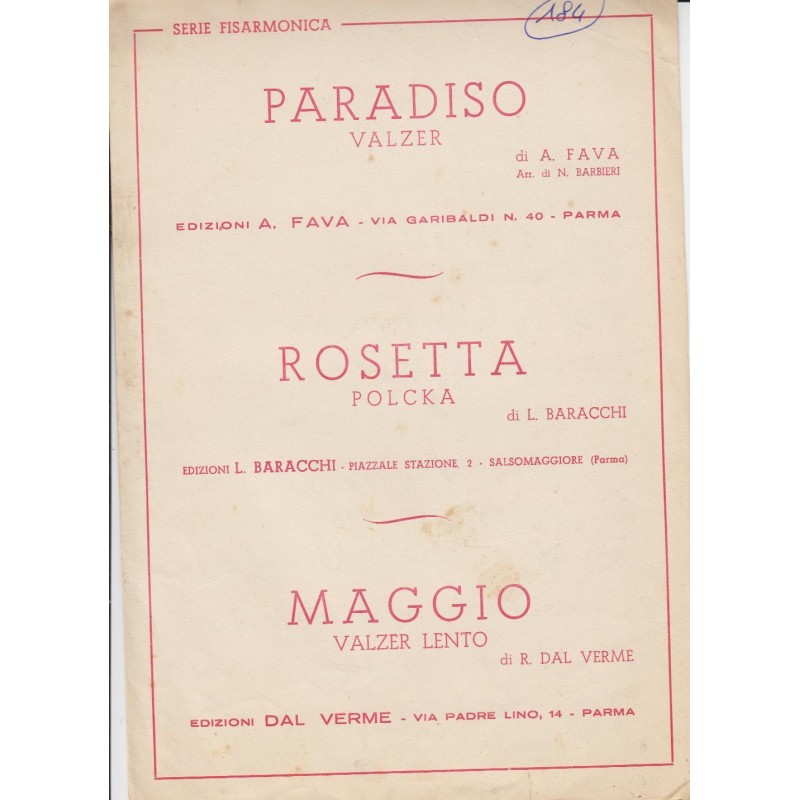 SERIE FISARMONICA
184
PARADISO
VALZER
di A. FAVA
Arr. di N. BARBIERI
EDIZIONI A. FAVA - VIA GARIBALDI N. 40 - PARMA
ROSETTA
POLCKA
di L. BARACCHI
EDIZIONI L. BARACCHI - PIAZZALE STAZIONE, 2 - SALSOMAGGIORE (Parma)
MAGGIO
VALZER LENTO
di R. DAL VERME
EDIZIONI DAL VERME - VIA PADRE LINO, 14 - PARMA